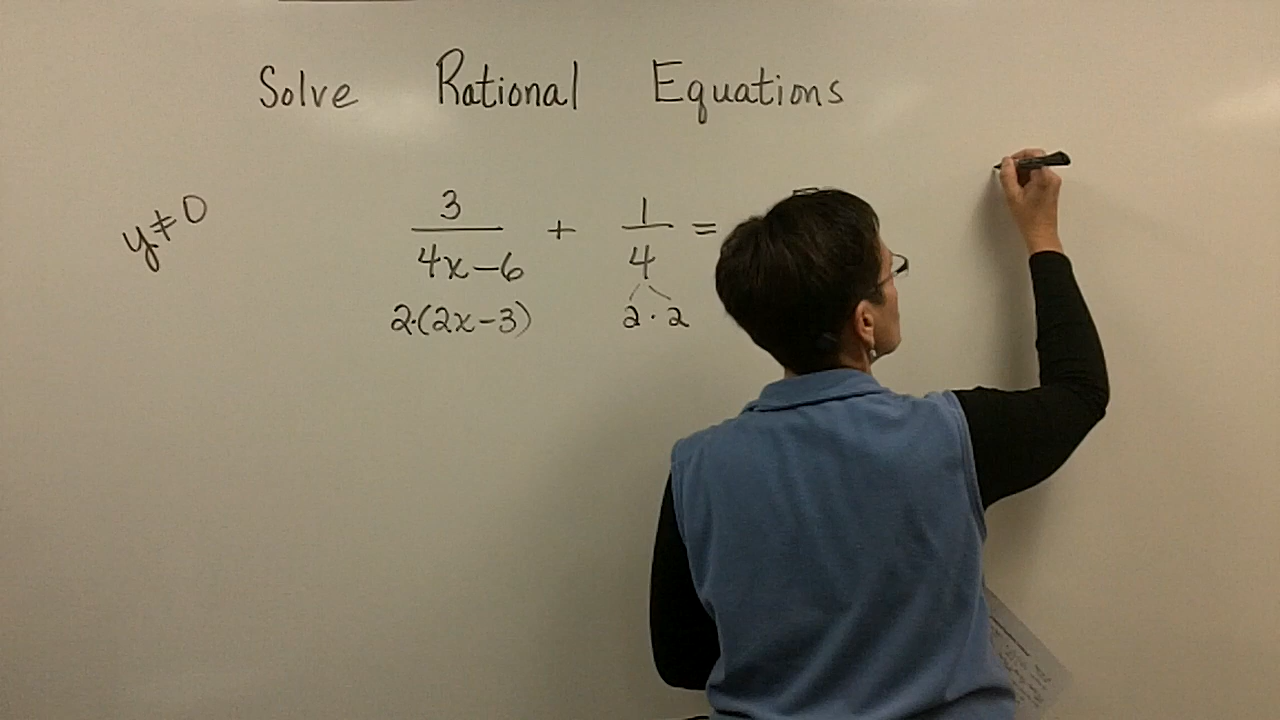 Solve Rational Equations
y≠0
3/(4x-6) + 1/4 =
2·(2x-3) 2·2